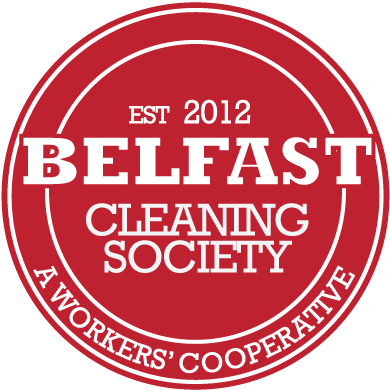 EST 2012
BELFAST
CLEANING
SOCIETY
A WORKERS' COOPERATIVE